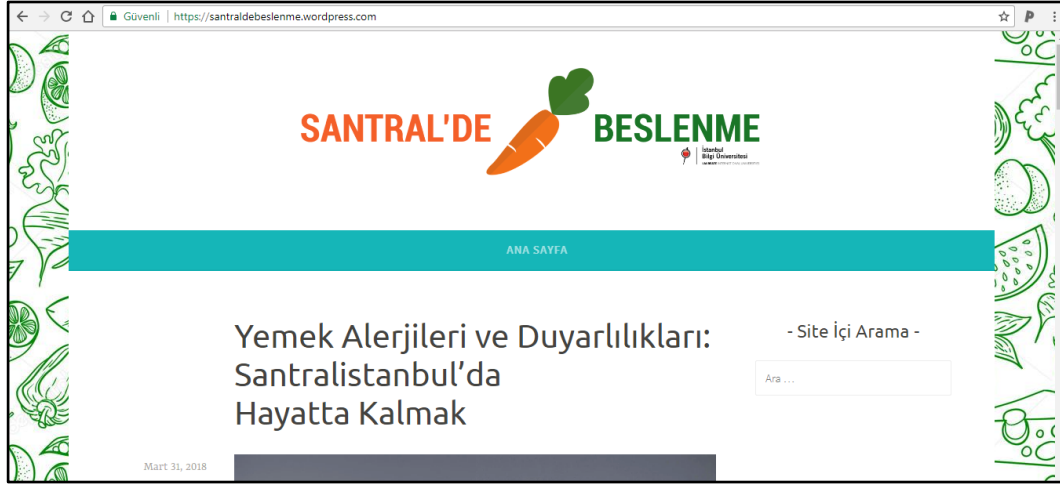 Güvenli | https://santraldebeslenme.wordpress.com
SANTRAL'DE BESLENME
İstanbul
Bilgi Üniversitesi
ANA SAYFA
Yemek Alerjileri ve Duyarlılıkları:
Santralistanbul’da
Hayatta Kalmak
- Site İçi Arama -
Ara …
Mart 31, 2018